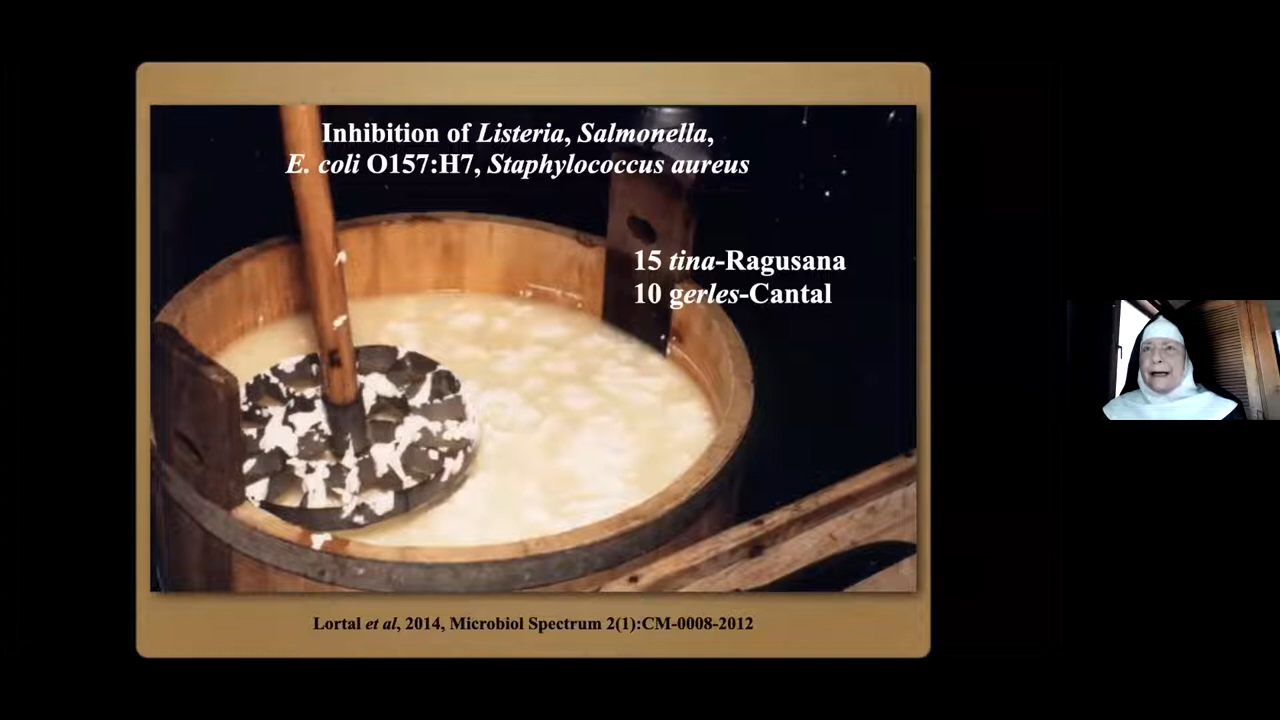 Inhibition of Listeria, Salmonella,
E. coli O157:H7, Staphylococcus aureus
15 tina-Ragusana
10 gerles-Cantal
Lortal et al, 2014, Microbiol Spectrum 2(1):CM-0008-2012